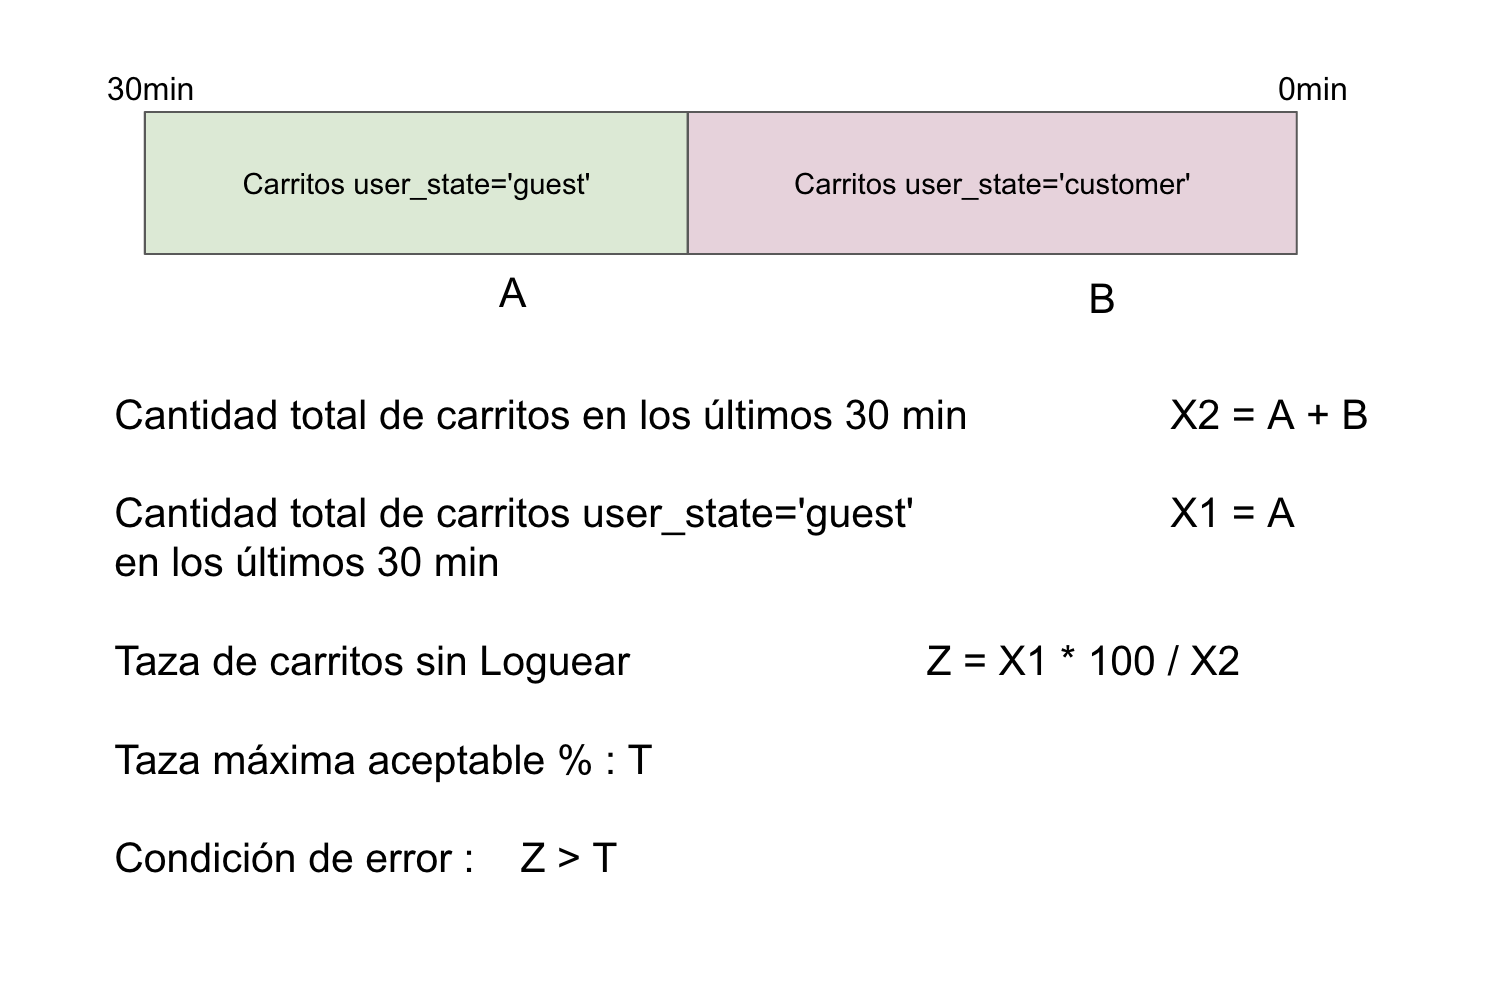 30min
0min
Carritos user_state='guest'
Carritos user_state='customer'
A
B
Cantidad total de carritos en los últimos 30 min
X2 = A + B
Cantidad total de carritos user_state='guest'
en los últimos 30 min
X1 = A
Taza de carritos sin Loguear
Z = X1 * 100 / X2
Taza máxima aceptable % : T
Condición de error : Z > T